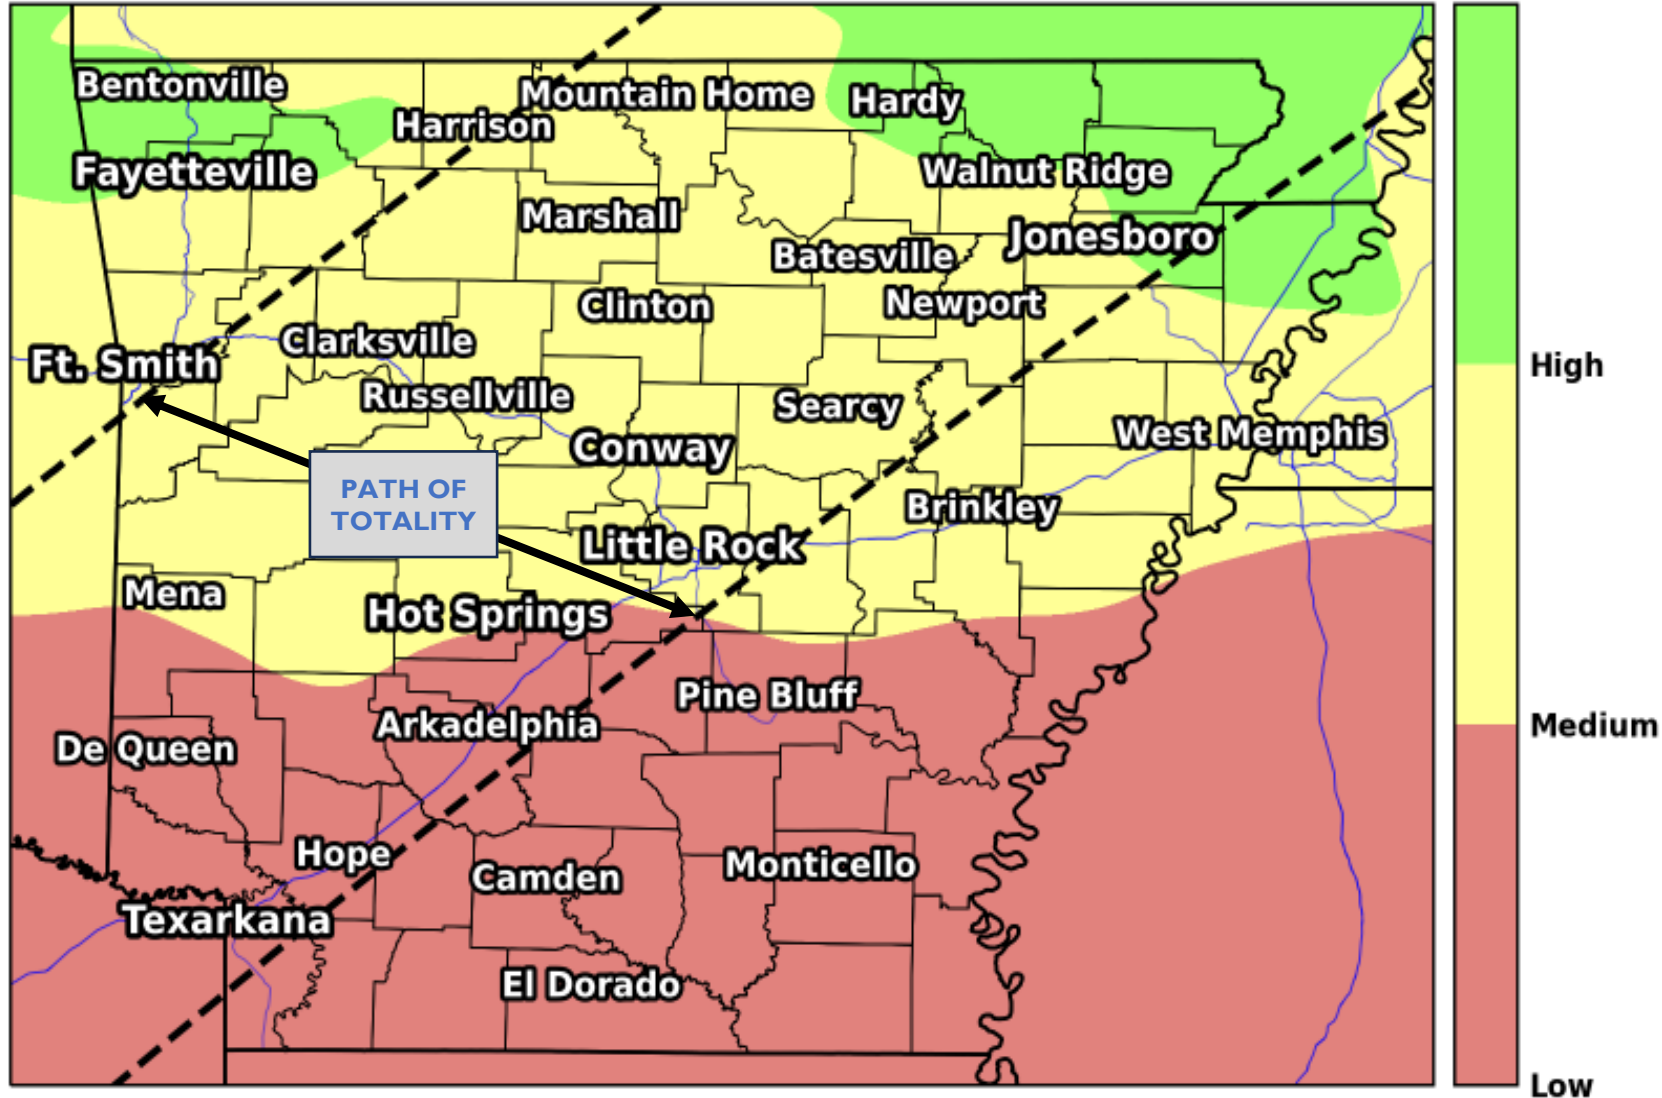 Bentonville
Mountain Home
Hardy
Harrison
Fayetteville
Walnut Ridge
Marshall
Jonesboro
Batesville
Clinton
Newport
Clarksville
Ft. Smith
High
Russellville
Searcy
West Memphis
Conway
PATH OF
TOTALITY
Brinkley
Little Rock
Mena
Hot Springs
Pine Bluff
Arkadelphia
Medium
De Queen
Hope
Camden
Monticello
Texarkana
El Dorado
Low